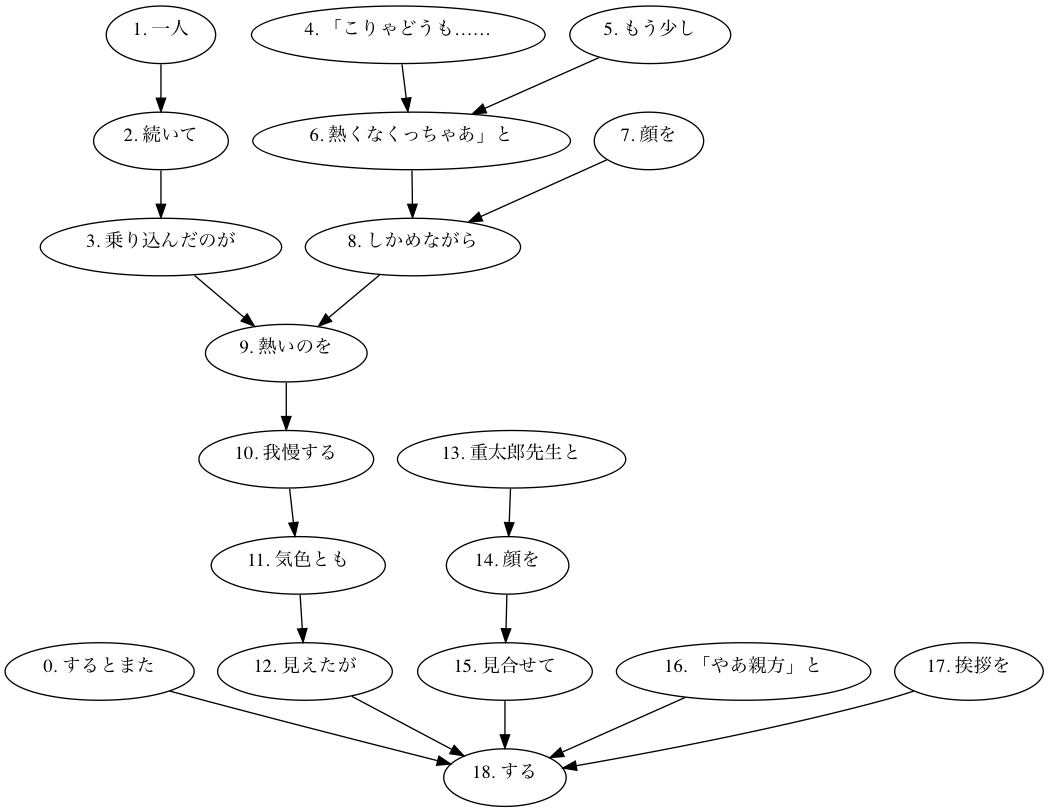 1. 一人
4. 「こりゃどうも……
5. もう少し
2. 続いて
6. 熱くなくっちゃあ」と
7. 顔を
3. 乗り込んだのが
8. しかめながら
9. 熱いのを
10. 我慢する
13. 重太郎先生と
11. 気色とも
14. 顔を
0. するとまた
12. 見えたが
15. 見合せて
16. 「やあ親方」と
17. 挨拶を
18. する